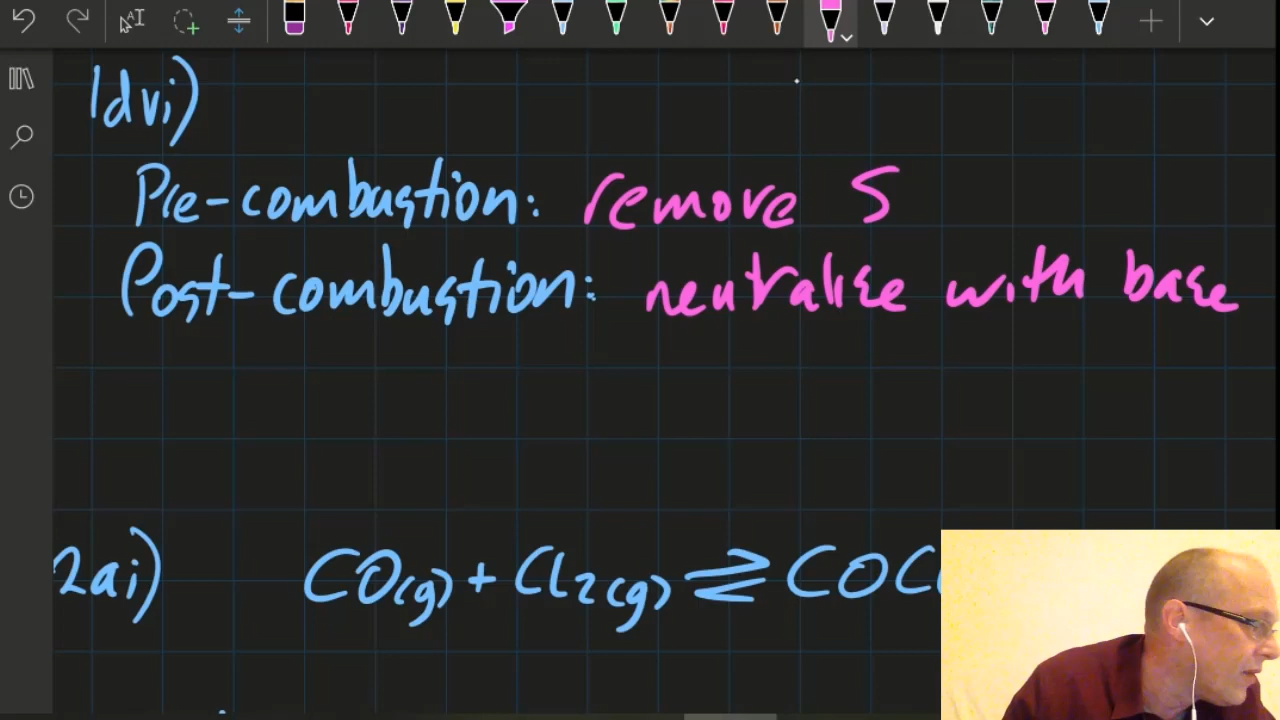 1dvi)
Pre-combustion: remove S
Post-combustion: neutralise with base
2ai) CO(g) + Cl2(g) ⇌ COC